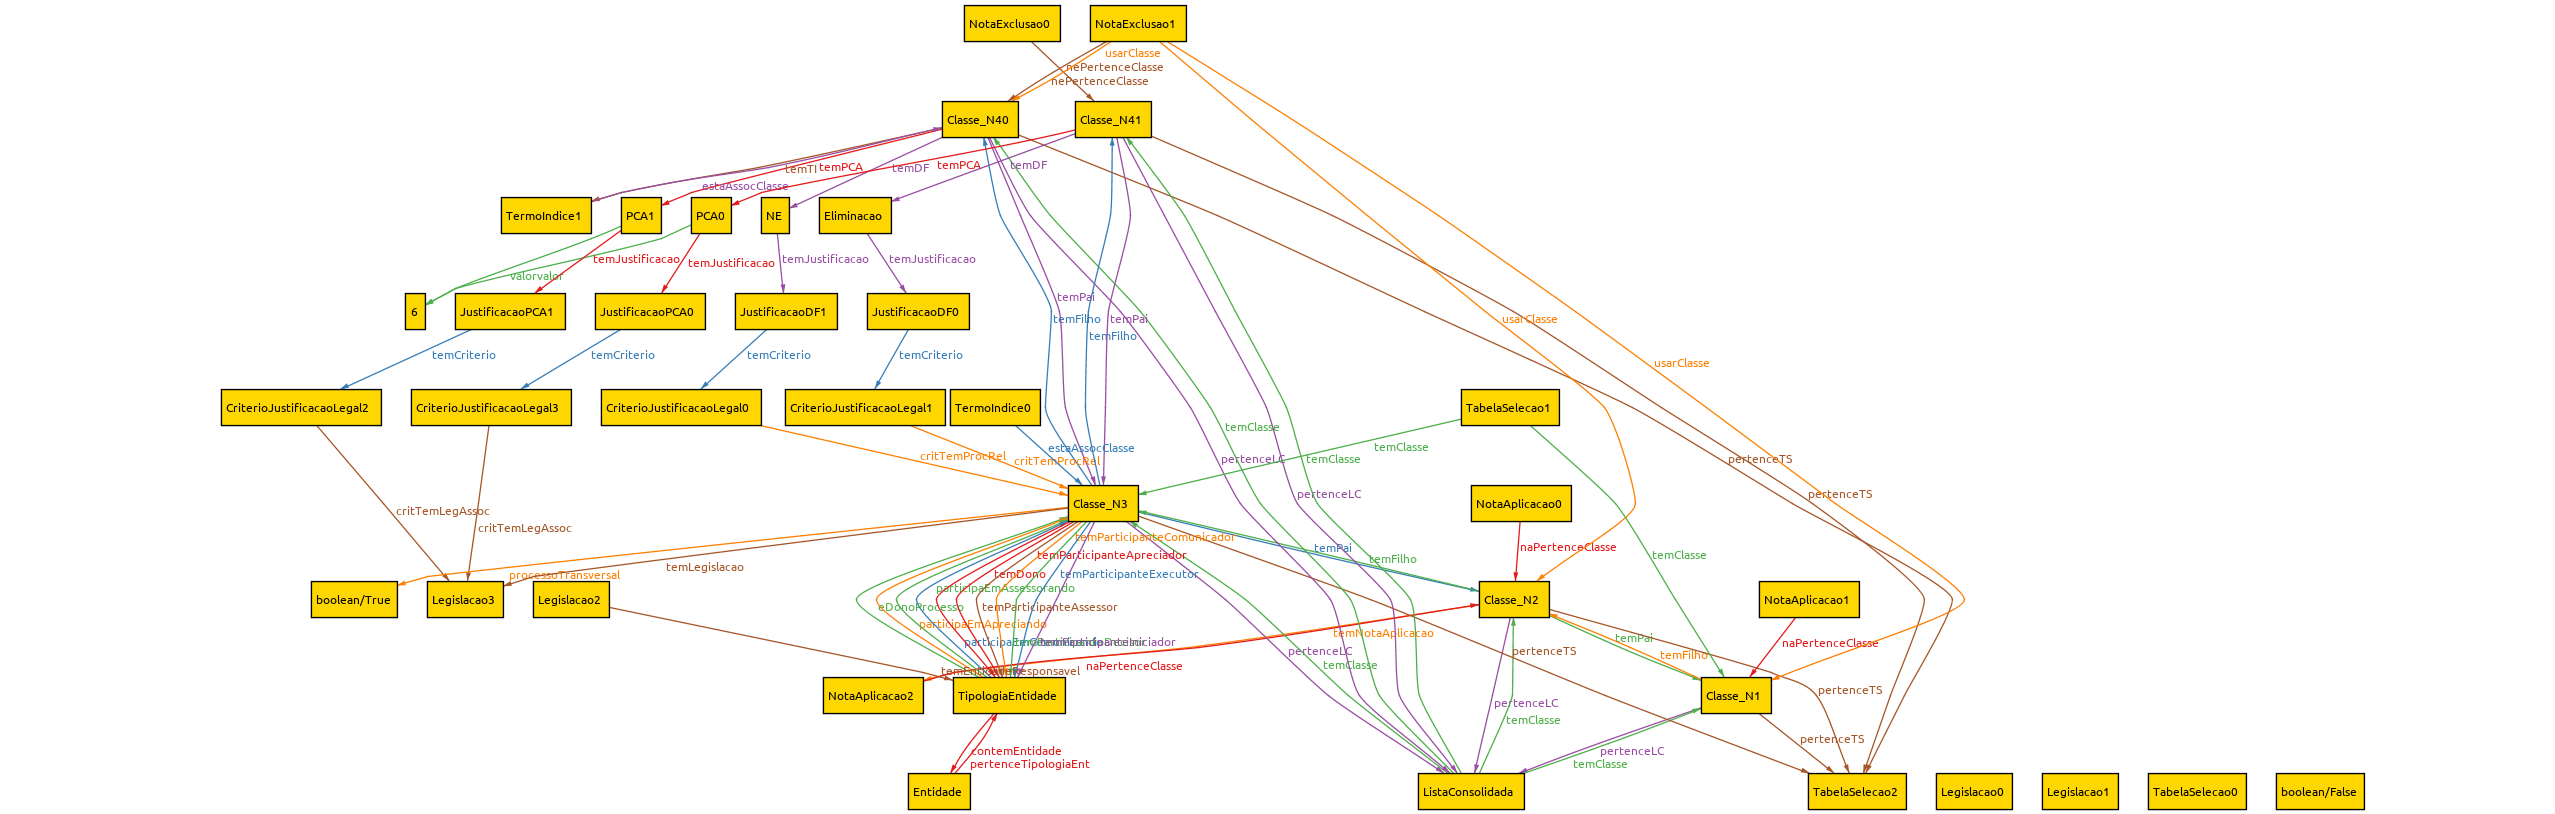 NotaExclusao0
NotaExclusao1
usarClasse
nePertenceClasse
nePertenceClasse
Classe_N40
Classe_N41
temTI
temPCA
temDF
temPCA
temDF
estaAssocClasse
TermoIndice1
PCA1
PCA0
NE
Eliminacao
temJustificacao
temJustificacao
temJustificacao
temJustificacao
valorvalor
temPai
temFilho
temPai
temFilho
usarClasse
6
JustificacaoPCA1
JustificacaoPCA0
JustificacaoDF1
JustificacaoDF0
temCriterio
temCriterio
temCriterio
temCriterio
usarClasse
CriterioJustificacaoLegal2
CriterioJustificacaoLegal3
CriterioJustificacaoLegal0
CriterioJustificacaoLegal1
TermoIndice0
TabelaSelecao1
temClasse
estaAssocClasse
critTemProcRel
critTemProcRel
pertenceLC
temClasse
temClasse
pertenceTS
pertenceLC
pertenceTS
Classe_N3
NotaAplicacao0
critTemLegAssoc
critTemLegAssoc
temParticipanteComunicador
temParticipanteApreciador
temPai
temFilho
naPertenceClasse
temClasse
temLegislacao
processoTransversal
temDono
temParticipanteExecutor
participaEmAssessorando
boolean/True
Legislacao3
Legislacao2
eDonoProcesso
temParticipanteAssessor
Classe_N2
NotaAplicacao1
participaEmApreciando
temNotaAplicacao
temPai
naPertenceClasse
pertenceLC
pertenceTS
temFilho
temClasse
naPertenceClasse
NotaAplicacao2
TipologiaEntidade
Classe_N1
pertenceTS
pertenceLC
temClasse
pertenceTS
contemEntidade
pertenceTipologiaEnt
pertenceLC
temClasse
Entidade
ListaConsolidada
TabelaSelecao2
Legislacao0
Legislacao1
TabelaSelecao0
boolean/False